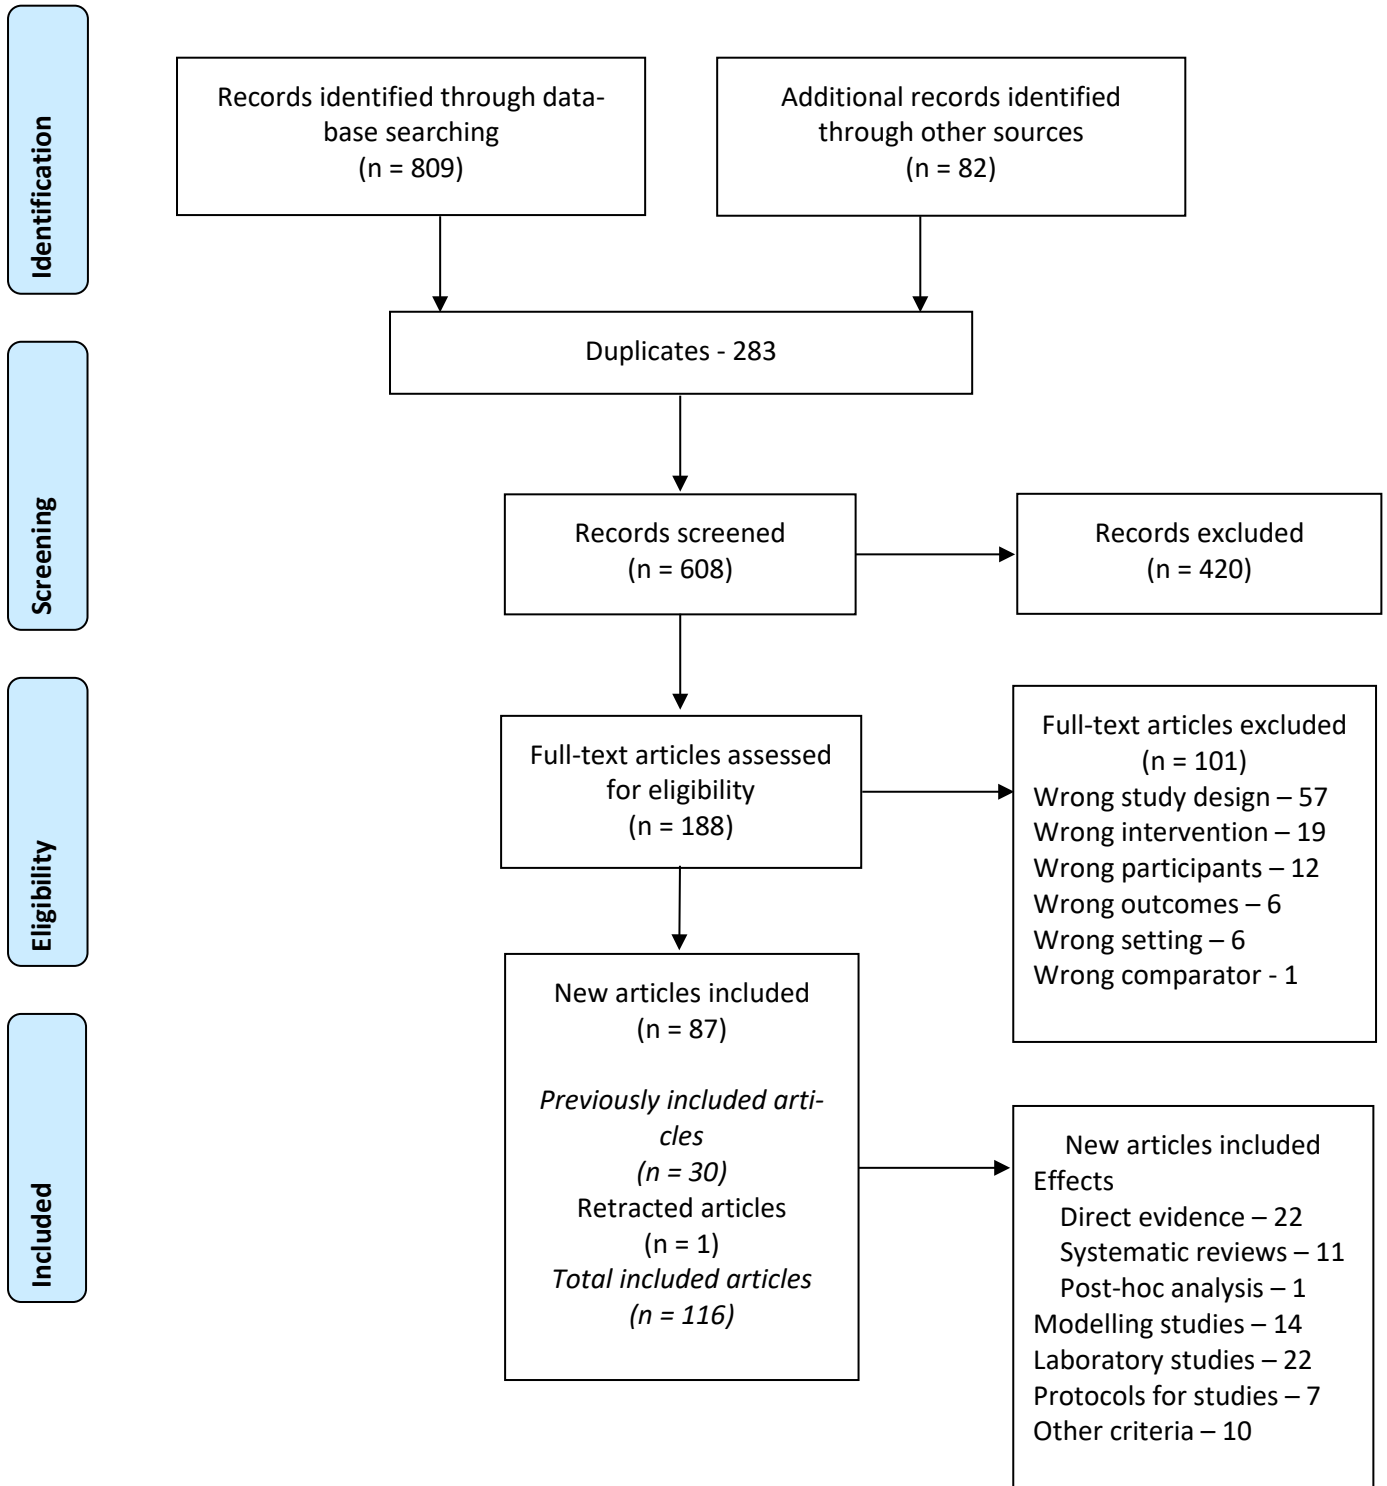 Identification
Records identified through data-
base searching
(n = 809)
Additional records identified
through other sources
(n = 82)
Duplicates - 283
Screening
Records screened
(n = 608)
Records excluded
(n = 420)
Eligibility
Full-text articles assessed
for eligibility
(n = 188)
Full-text articles excluded
(n = 101)
Wrong study design – 57
Wrong intervention – 19
Wrong participants – 12
Wrong outcomes – 6
Wrong setting – 6
Wrong comparator - 1
Included
New articles included
(n = 87)
Previously included arti-
cles
(n = 30)
Retracted articles
(n = 1)
Total included articles
(n = 116)
New articles included
Effects
Direct evidence – 22
Systematic reviews – 11
Post-hoc analysis – 1
Modelling studies – 14
Laboratory studies – 22
Protocols for studies – 7
Other criteria – 10